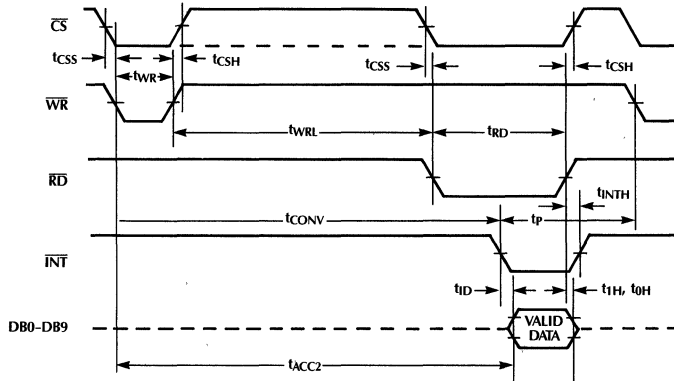 CS
tCSS
tCSH
tCSS
tCSH
tWR
WR
tWRL
tRD
RD
tINTH
tCONV
tP
INT
tID
t1H, t0H
DB0–DB9
VALID
DATA
tACC2